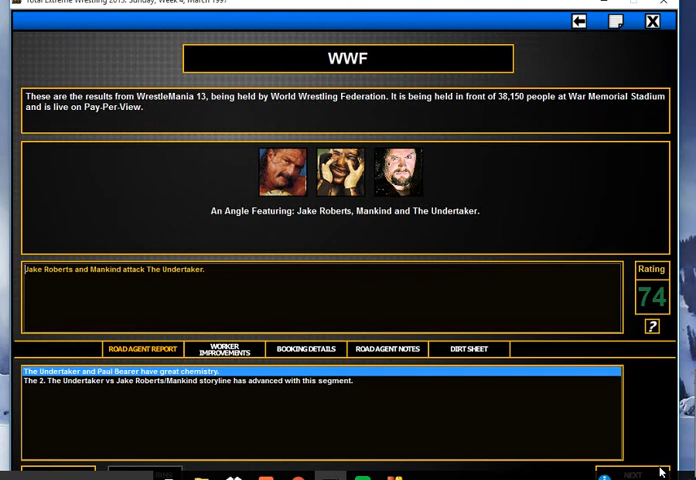 Total Extreme Wrestling 2013: Sunday, Week 4, March 1997
WWF
These are the results from WrestleMania 13, being held by World Wrestling Federation. It is being held in front of 38,150 people at War Memorial Stadium
and is live on Pay-Per-View.
An Angle Featuring: Jake Roberts, Mankind and The Undertaker.
Jake Roberts and Mankind attack The Undertaker.
Rating
74
?
ROAD AGENT REPORT
WORKER
IMPROVEMENTS
BOOKING DETAILS
ROAD AGENT NOTES
DIRT SHEET
The Undertaker and Paul Bearer have great chemistry.
The 2. The Undertaker vs Jake Roberts/Mankind storyline has advanced with this segment.
NEXT